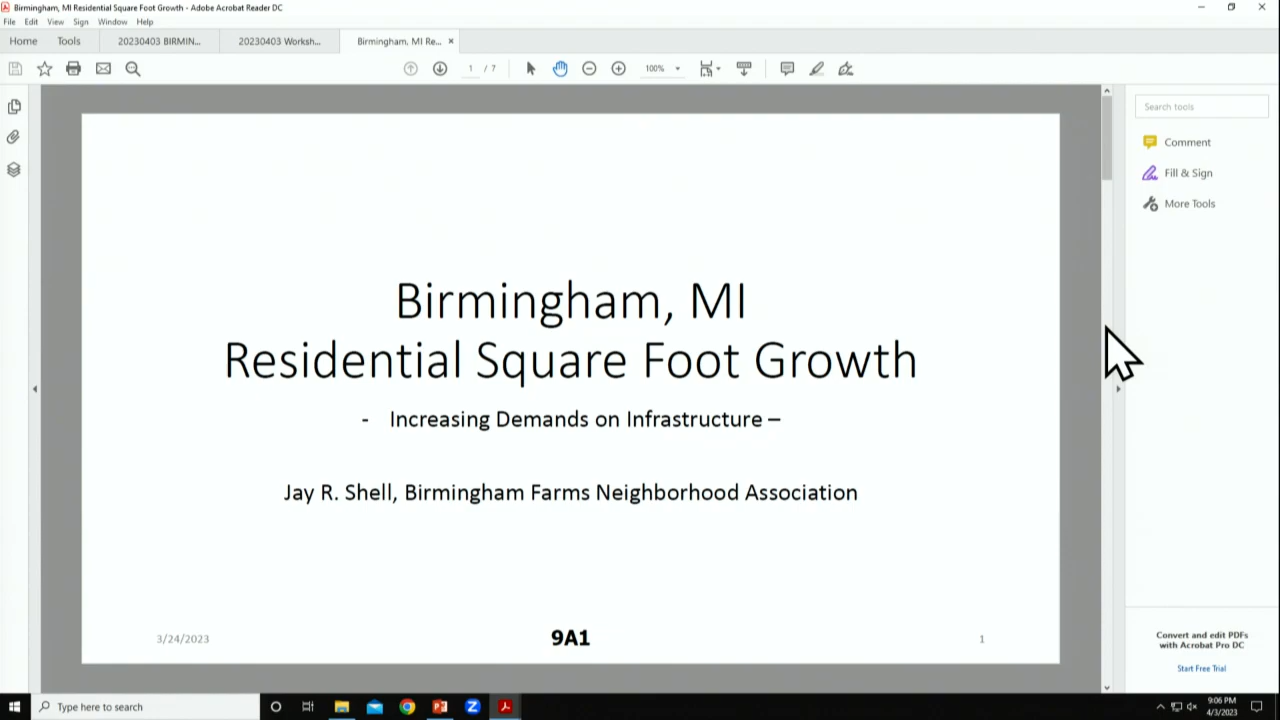 Birmingham, MI Residential Square Foot Growth - Adobe Acrobat Reader DC
File Edit View Sign Window Help
Home Tools 20230403 BIRMIN... 20230403 Worksh... Birmingham, MI Re... ×
1 / 7 100%
Search tools
Comment
Fill & Sign
More Tools
Birmingham, MI
Residential Square Foot Growth
- Increasing Demands on Infrastructure –
Jay R. Shell, Birmingham Farms Neighborhood Association
3/24/2023 9A1 1
Convert and edit PDFs
with Acrobat Pro DC
Start Free Trial
Type here to search
9:06 PM
4/3/2023